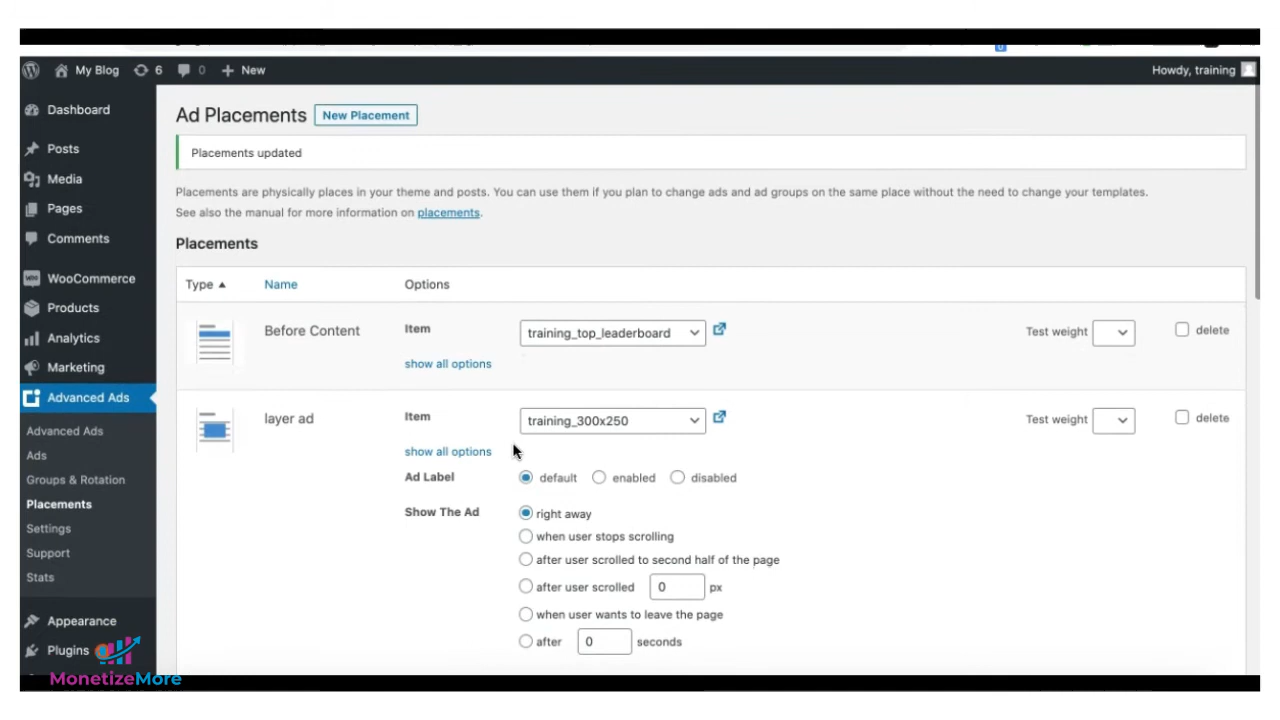 My Blog 6 0 + New Howdy, training
Dashboard
Posts
Media
Pages
Comments
WooCommerce
Products
Analytics
Marketing
Advanced Ads
Advanced Ads
Ads
Groups & Rotation
Placements
Settings
Support
Stats
Appearance
Plugins
MonetizeMore
Ad Placements New Placement
Placements updated
Placements are physically places in your theme and posts. You can use them if you plan to change ads and ad groups on the same place without the need to change your templates.
See also the manual for more information on placements.
Placements
Type Name Options
Before Content Item training_top_leaderboard Test weight delete
show all options
layer ad Item training_300x250 Test weight delete
show all options
Ad Label default enabled disabled
Show The Ad right away
when user stops scrolling
after user scrolled to second half of the page
after user scrolled 0 px
when user wants to leave the page
after 0 seconds